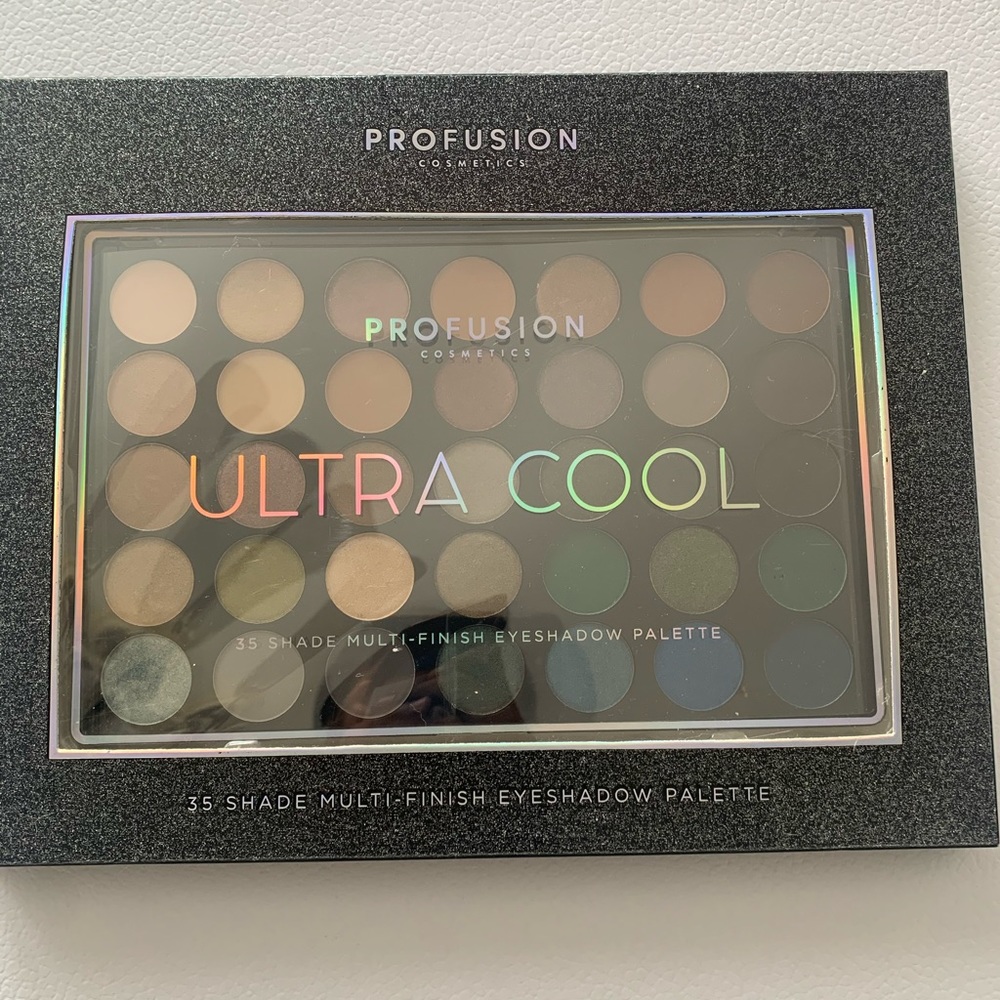 PROFUSION
COSMETICS
PROFUSION
COSMETICS
ULTRA COOL
35 SHADE MULTI-FINISH EYESHADOW PALETTE
35 SHADE MULTI-FINISH EYESHADOW PALETTE